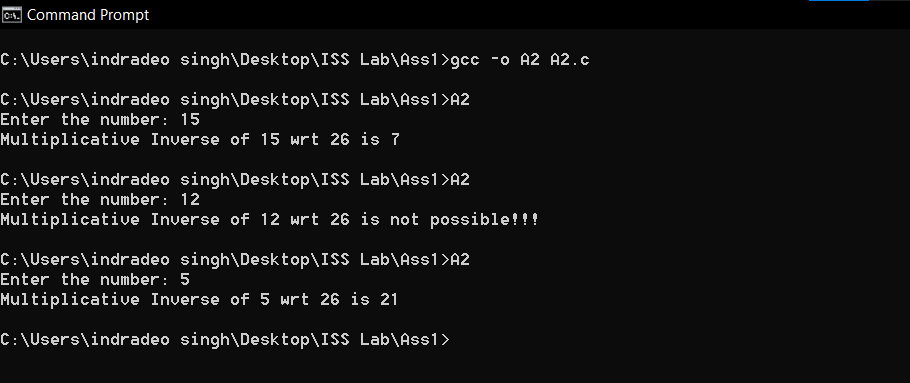 Command Prompt
C:\Users\indradeo singh\Desktop\ISS Lab\Ass1>gcc -o A2 A2.c
C:\Users\indradeo singh\Desktop\ISS Lab\Ass1>A2
Enter the number: 15
Multiplicative Inverse of 15 wrt 26 is 7
C:\Users\indradeo singh\Desktop\ISS Lab\Ass1>A2
Enter the number: 12
Multiplicative Inverse of 12 wrt 26 is not possible!!!
C:\Users\indradeo singh\Desktop\ISS Lab\Ass1>A2
Enter the number: 5
Multiplicative Inverse of 5 wrt 26 is 21
C:\Users\indradeo singh\Desktop\ISS Lab\Ass1>